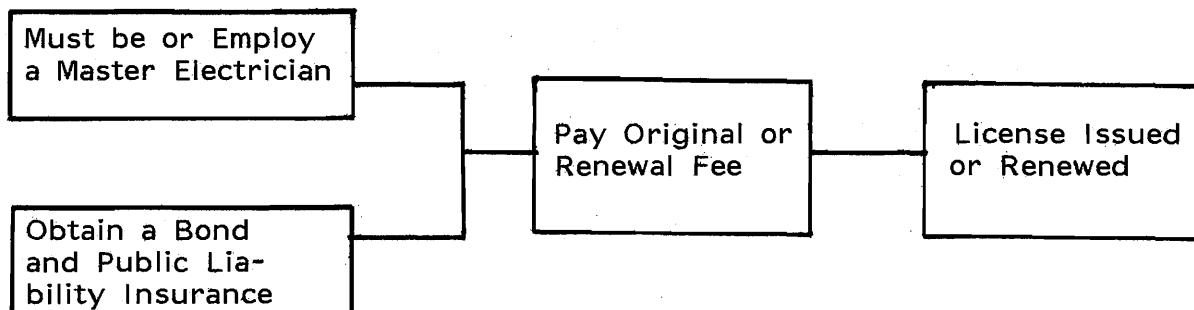 Must be or Employ
a Master Electrician
Pay Original or
Renewal Fee
License Issued
or Renewed
Obtain a Bond
and Public Lia-
bility Insurance